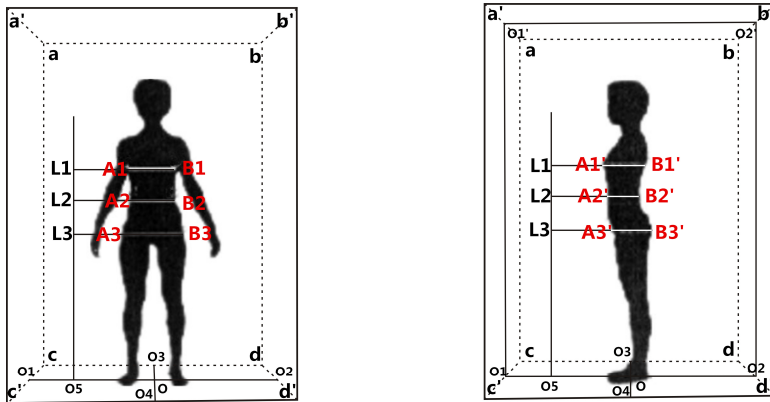 a'
b'
a
b
L1
A1
B1
L2
A2
B2
L3
A3
B3
c
d
O3
O1
O2
c'
O5
O4
O
d'
a'
b'
O1'
O2'
a
b
L1
A1'
B1'
L2
A2'
B2'
L3
A3'
B3'
c
O3
d
O1
O2
c'
O5
O4
O
d